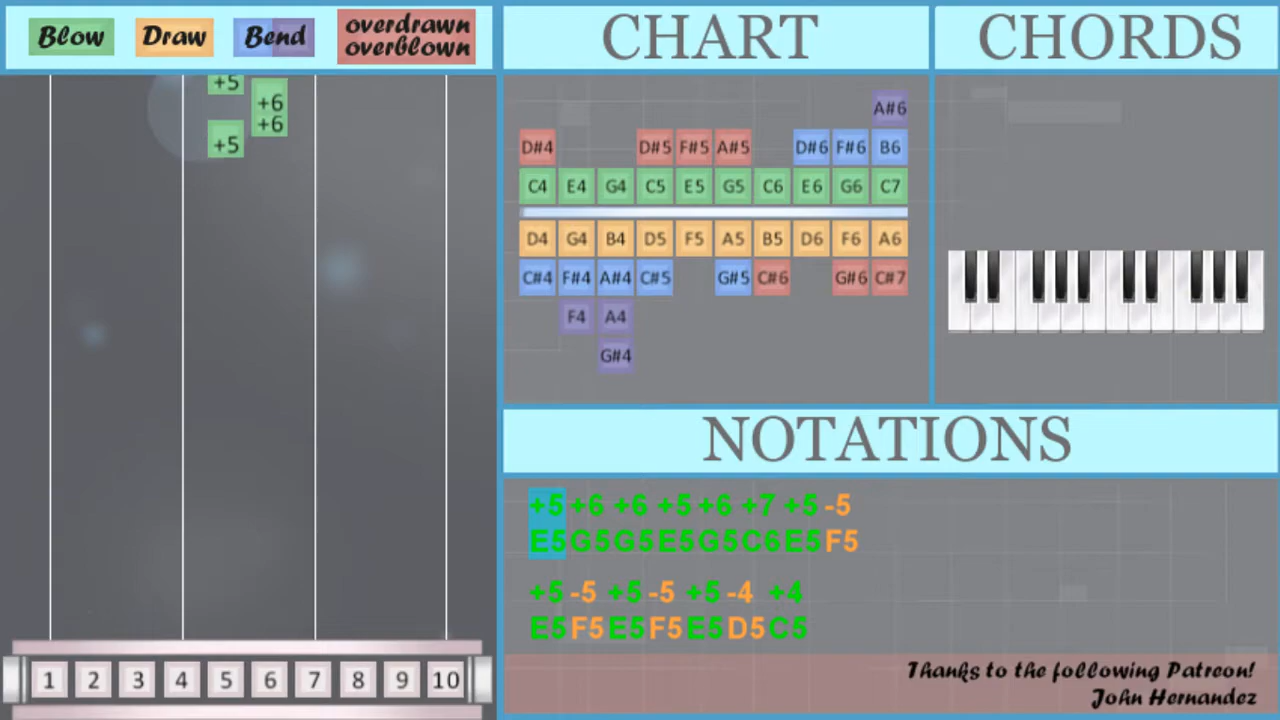 Blow Draw Bend overdrawn
overblown
CHART
CHORDS
+5
+6
+6
+5
A#6
D#4 D#5 F#5 A#5 D#6 F#6 B6
C4 E4 G4 C5 E5 G5 C6 E6 G6 C7
D4 G4 B4 D5 F5 A5 B5 D6 F6 A6
C#4 F#4 A#4 C#5 G#5 C#6 G#6 C#7
F4 A4
G#4
NOTATIONS
+5 +6 +6 +5 +6 +7 +5 -5
E5 G5 G5 E5 G5 C6 E5 F5
+5 -5 +5 -5 +5 -4 +4
E5 F5 E5 F5 E5 D5 C5
1 2 3 4 5 6 7 8 9 10
Thanks to the following Patreon!
John Hernandez